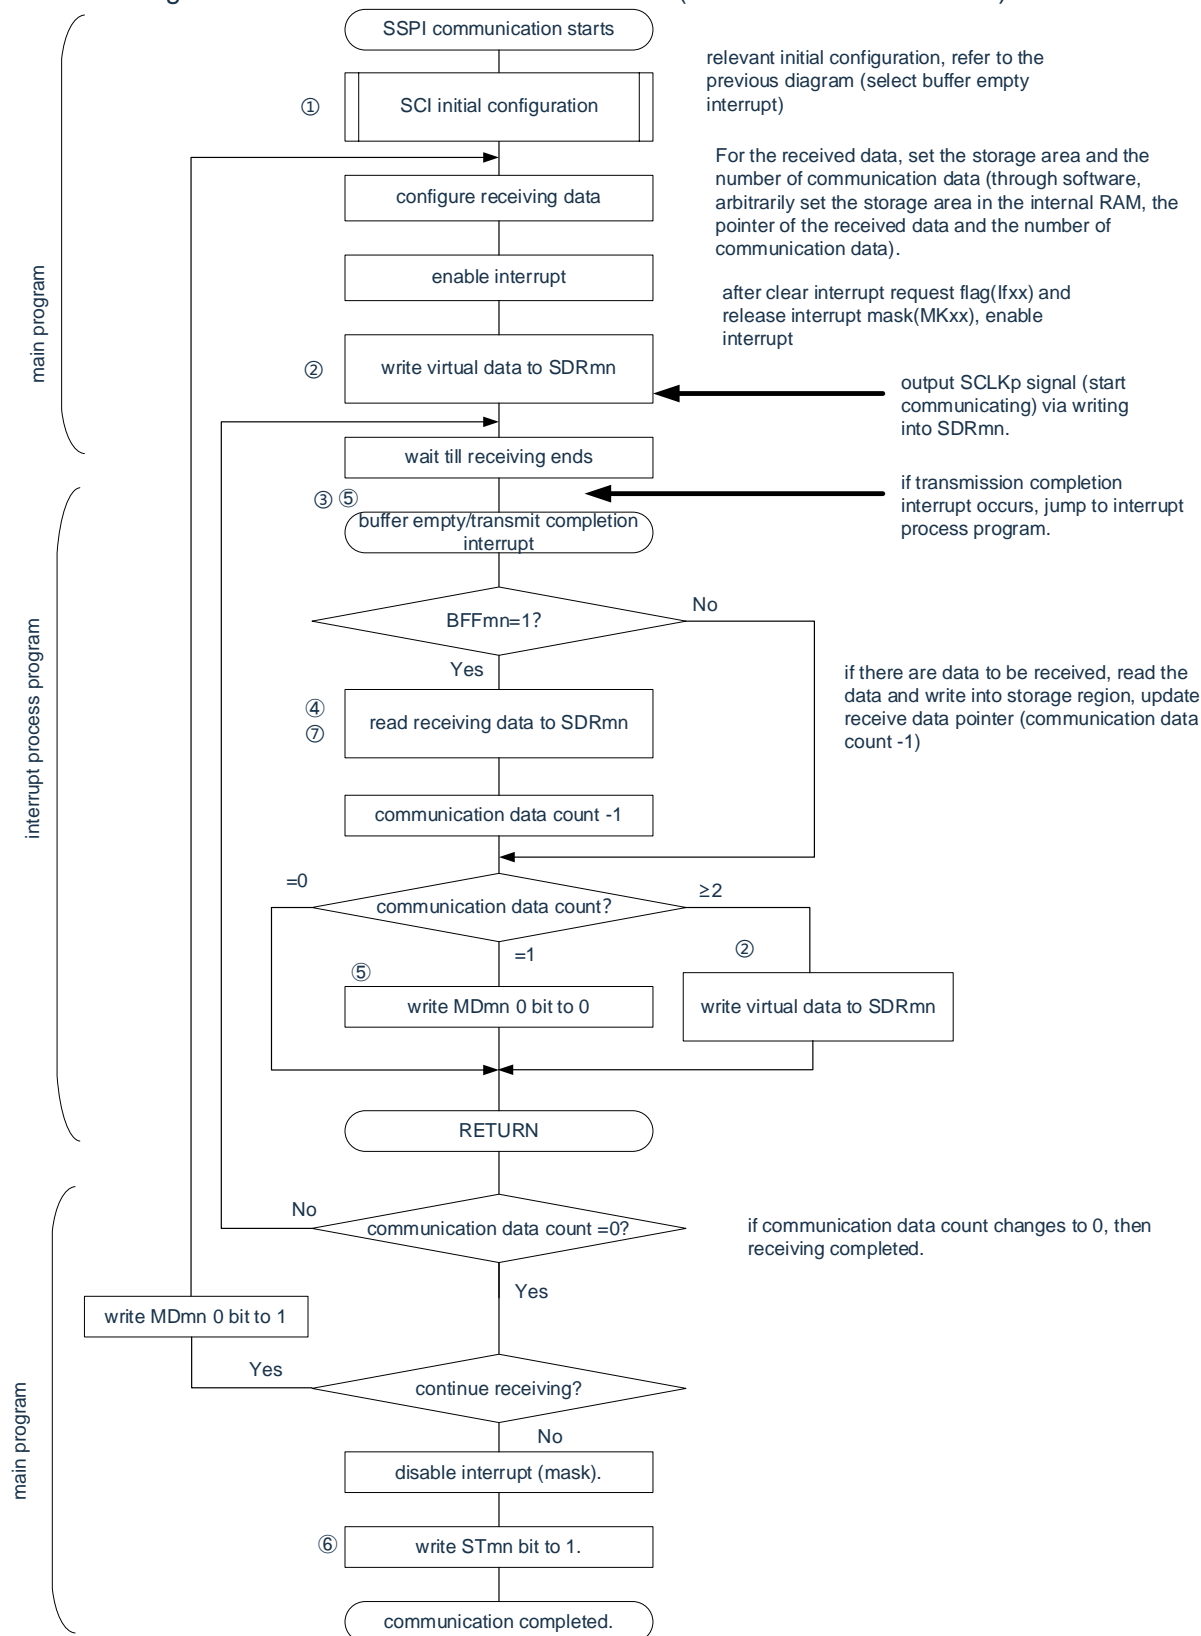 SSPI communication starts
relevant initial configuration, refer to the
previous diagram (select buffer empty
interrupt)
① SCI initial configuration
For the received data, set the storage area and the
number of communication data (through software,
arbitrarily set the storage area in the internal RAM, the
pointer of the received data and the number of
communication data).
configure receiving data
enable interrupt
after clear interrupt request flag(Ifxx) and
release interrupt mask(MKxx), enable
interrupt
main program
② write virtual data to SDRmn
output SCLKp signal (start
communicating) via writing
into SDRmn.
wait till receiving ends
③ ⑤
if transmission completion
interrupt occurs, jump to interrupt
process program.
buffer empty/transmit completion
interrupt
BFFmn=1?
No
Yes
interrupt process program
④
⑦
read receiving data to SDRmn
if there are data to be received, read the
data and write into storage region, update
receive data pointer (communication data
count -1)
communication data count -1
=0
communication data count?
≥2
=1
②
⑤
write MDmn 0 bit to 0
write virtual data to SDRmn
RETURN
No
communication data count =0?
if communication data count changes to 0, then
receiving completed.
Yes
write MDmn 0 bit to 1
Yes
continue receiving?
No
main program
disable interrupt (mask).
⑥ write STmn bit to 1.
communication completed.